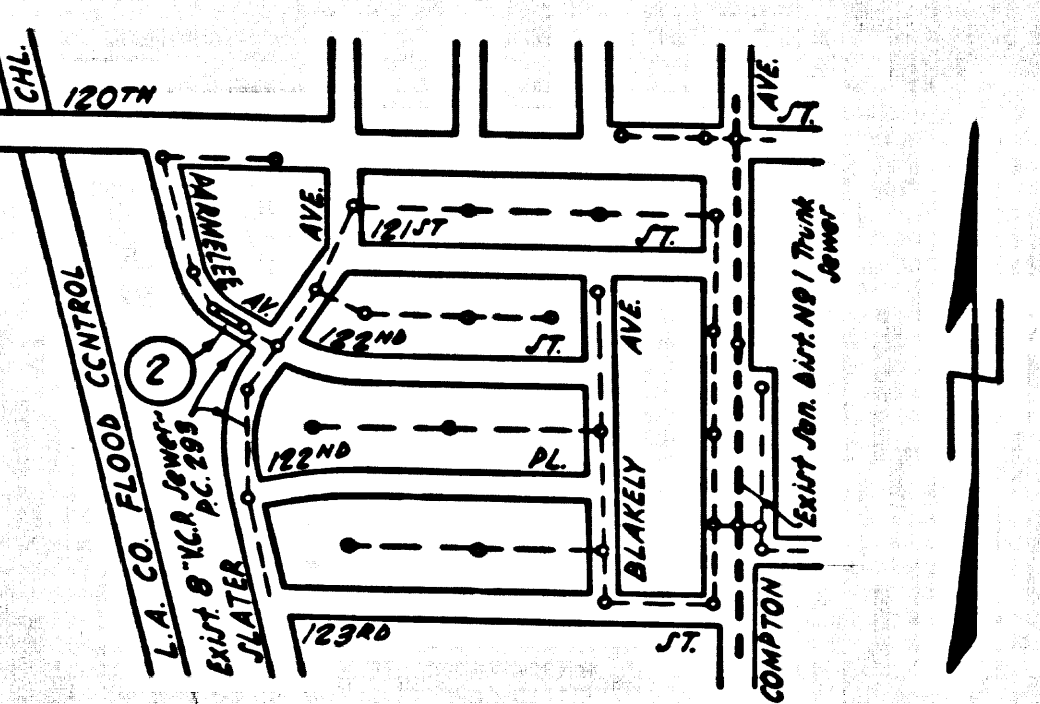 CHL.
120TH
ST.
AVE.
PARMELEE
AV.
AVE.
121ST
ST.
122ND
ST.
AVE.
BLAKELY
122ND
PL.
2
L.A. CO. FLOOD CCNTROL
Exist. 8" V.C.P. Sewer~
P.C. 293
SLATER
123RD
ST.
COMPTON
Exist San. Dist. No 1 Trunk
Sewer